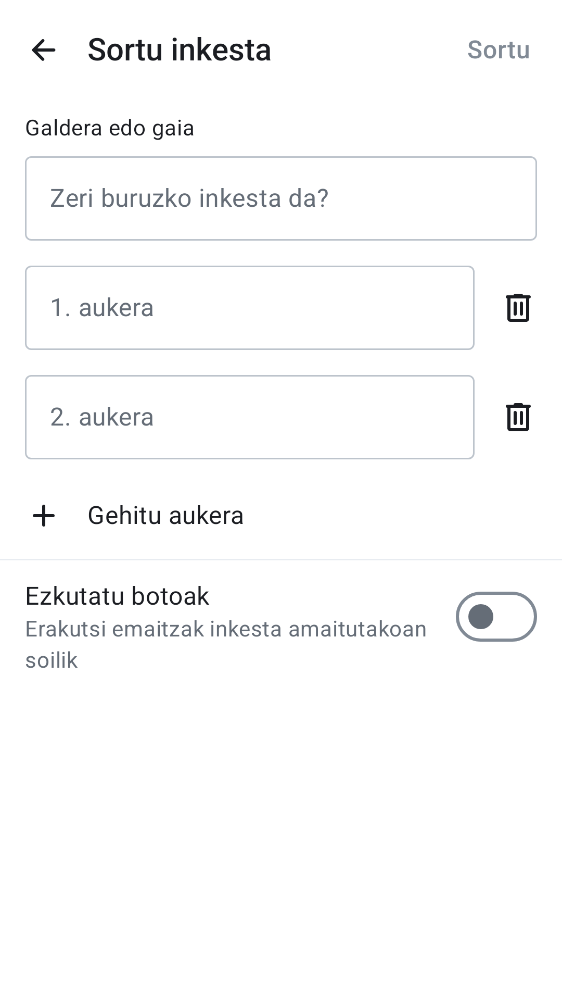 Sortu inkesta
Sortu
Galdera edo gaia
Zeri buruzko inkesta da?
1. aukera
2. aukera
Gehitu aukera
Ezkutatu botoak
Erakutsi emaitzak inkesta amaitutakoan
soilik